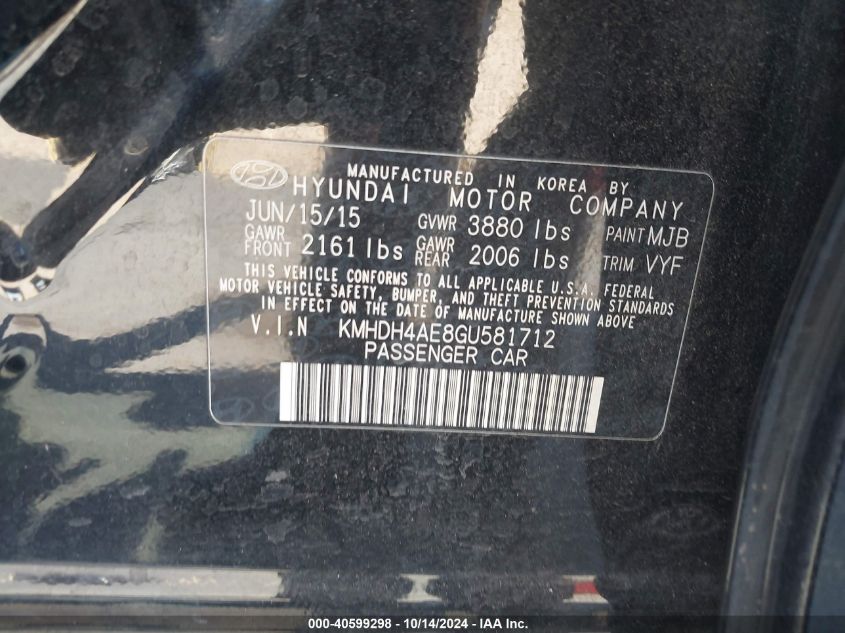 MANUFACTURED IN KOREA BY
HYUNDAI MOTOR COMPANY
JUN/15/15 GVWR 3880 lbs PAINT MJB
GAWR FRONT 2161 lbs GAWR REAR 2006 lbs TRIM VYF
THIS VEHICLE CONFORMS TO ALL APPLICABLE U.S.A. FEDERAL
MOTOR VEHICLE SAFETY, BUMPER, AND THEFT PREVENTION STANDARDS
IN EFFECT ON THE DATE OF MANUFACTURE SHOWN ABOVE
V.I.N KMHDH4AE8GU581712
PASSENGER CAR
000-40599298 - 10/14/2024 - IAA Inc.